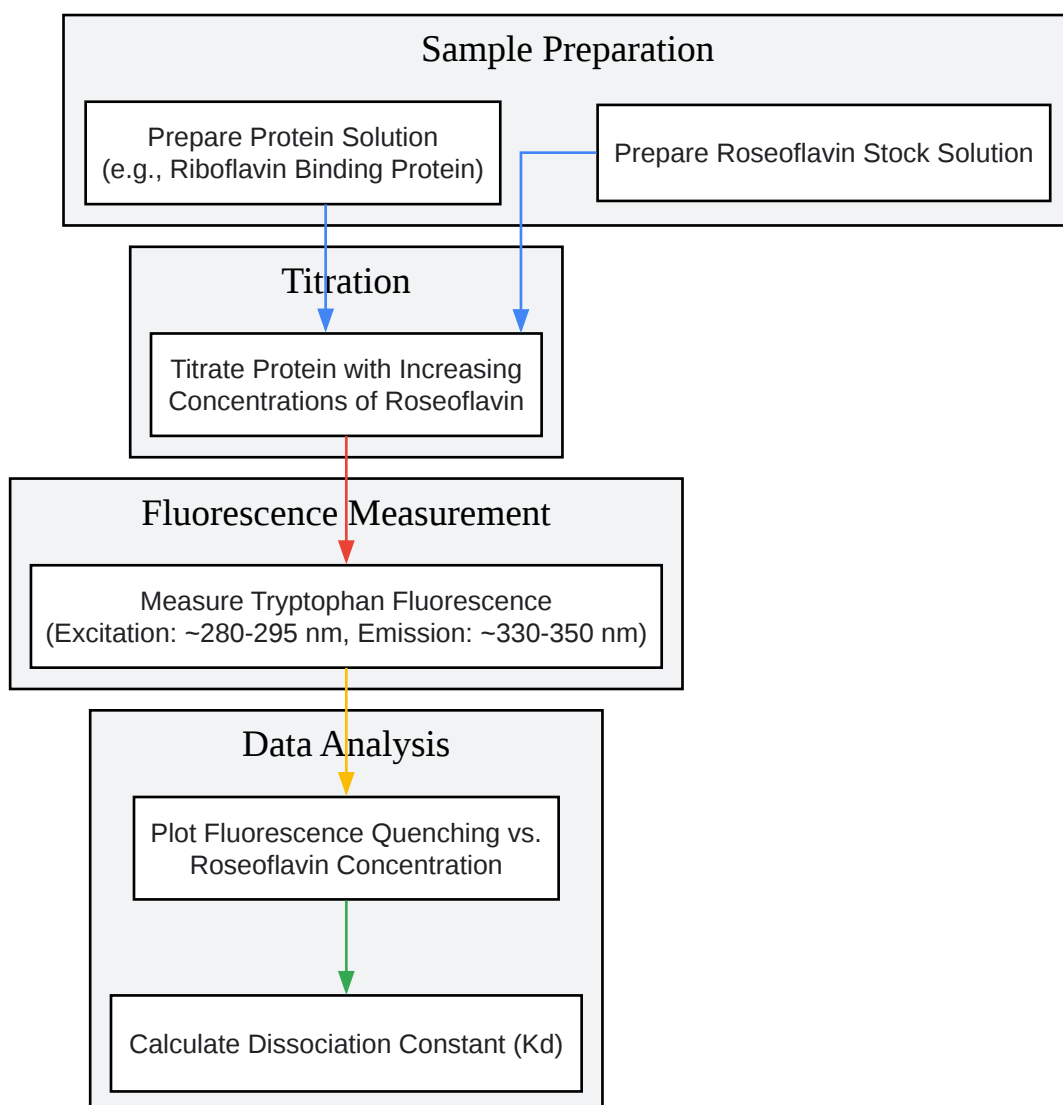 Sample Preparation
Prepare Protein Solution
(e.g., Riboflavin Binding Protein)
Prepare Roseoflavin Stock Solution
Titration
Titrate Protein with Increasing
Concentrations of Roseoflavin
Fluorescence Measurement
Measure Tryptophan Fluorescence
(Excitation: ~280-295 nm, Emission: ~330-350 nm)
Data Analysis
Plot Fluorescence Quenching vs.
Roseoflavin Concentration
Calculate Dissociation Constant (Kd)